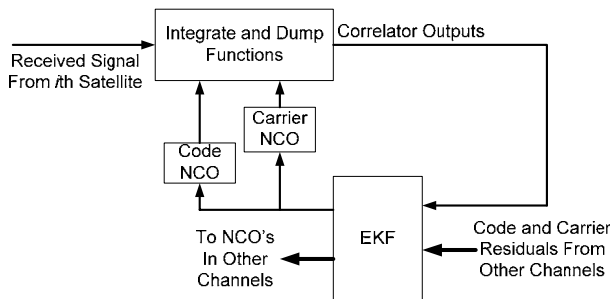 Integrate and Dump
Functions
Correlator Outputs
Received Signal
From ith Satellite
Carrier
NCO
Code
NCO
EKF
To NCO's
In Other
Channels
Code and Carrier
Residuals From
Other Channels